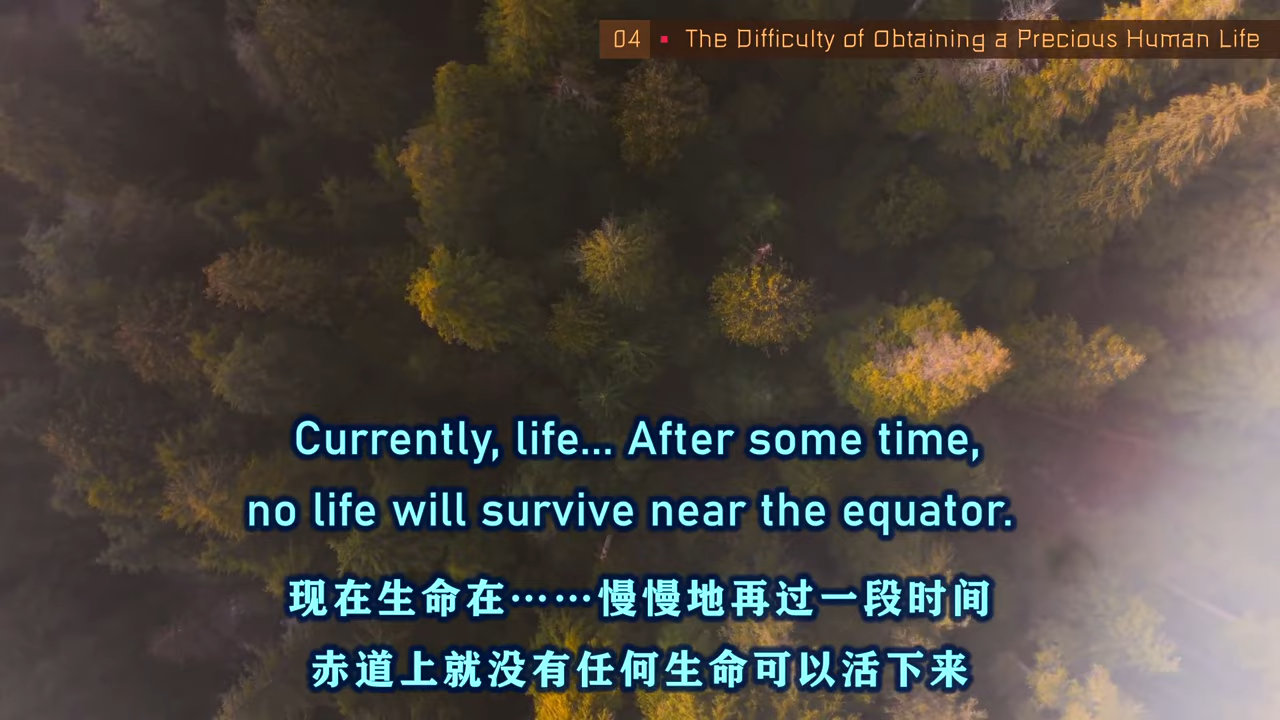 04 ▪ The Difficulty of Obtaining a Precious Human Life
Currently, life... After some time,
no life will survive near the equator.
现在生命在……慢慢地再过一段时间
赤道上就没有任何生命可以活下来